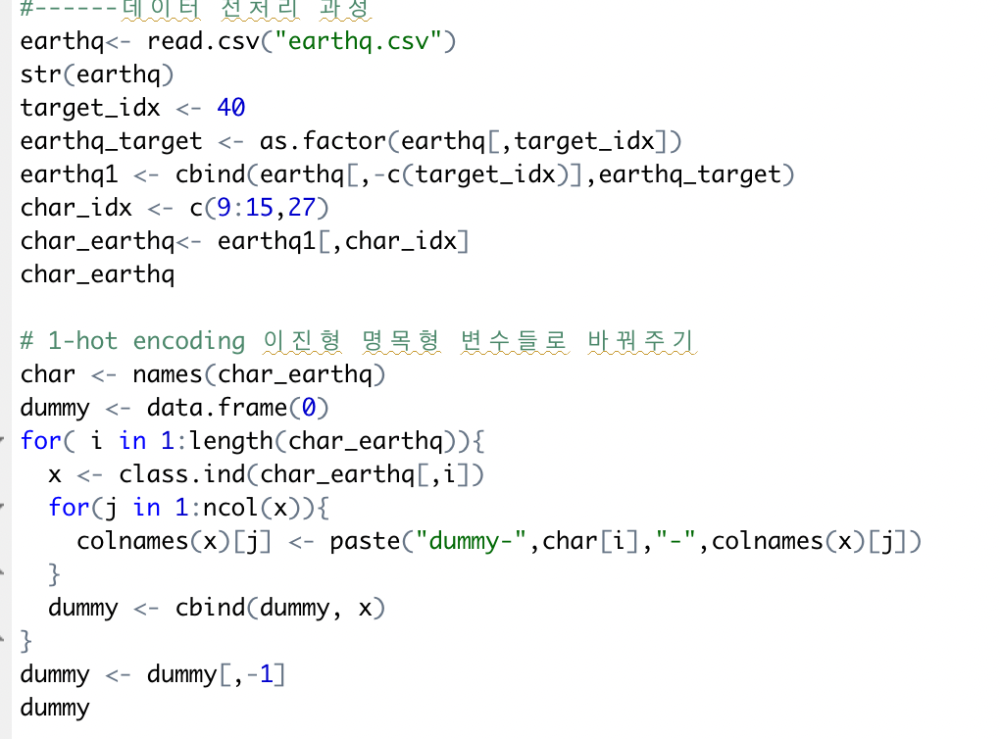 #------데이터 전처리 과정
earthq<- read.csv("earthq.csv")
str(earthq)
target_idx <- 40
earthq_target <- as.factor(earthq[,target_idx])
earthq1 <- cbind(earthq[,-c(target_idx)],earthq_target)
char_idx <- c(9:15,27)
char_earthq<- earthq1[,char_idx]
char_earthq
# 1-hot encoding 이진형 명목형 변수들로 바꿔주기
char <- names(char_earthq)
dummy <- data.frame(0)
for( i in 1:length(char_earthq)){
  x <- class.ind(char_earthq[,i])
  for(j in 1:ncol(x)){
    colnames(x)[j] <- paste("dummy-",char[i],"-",colnames(x)[j])
  }
  dummy <- cbind(dummy, x)
}
dummy <- dummy[,-1]
dummy